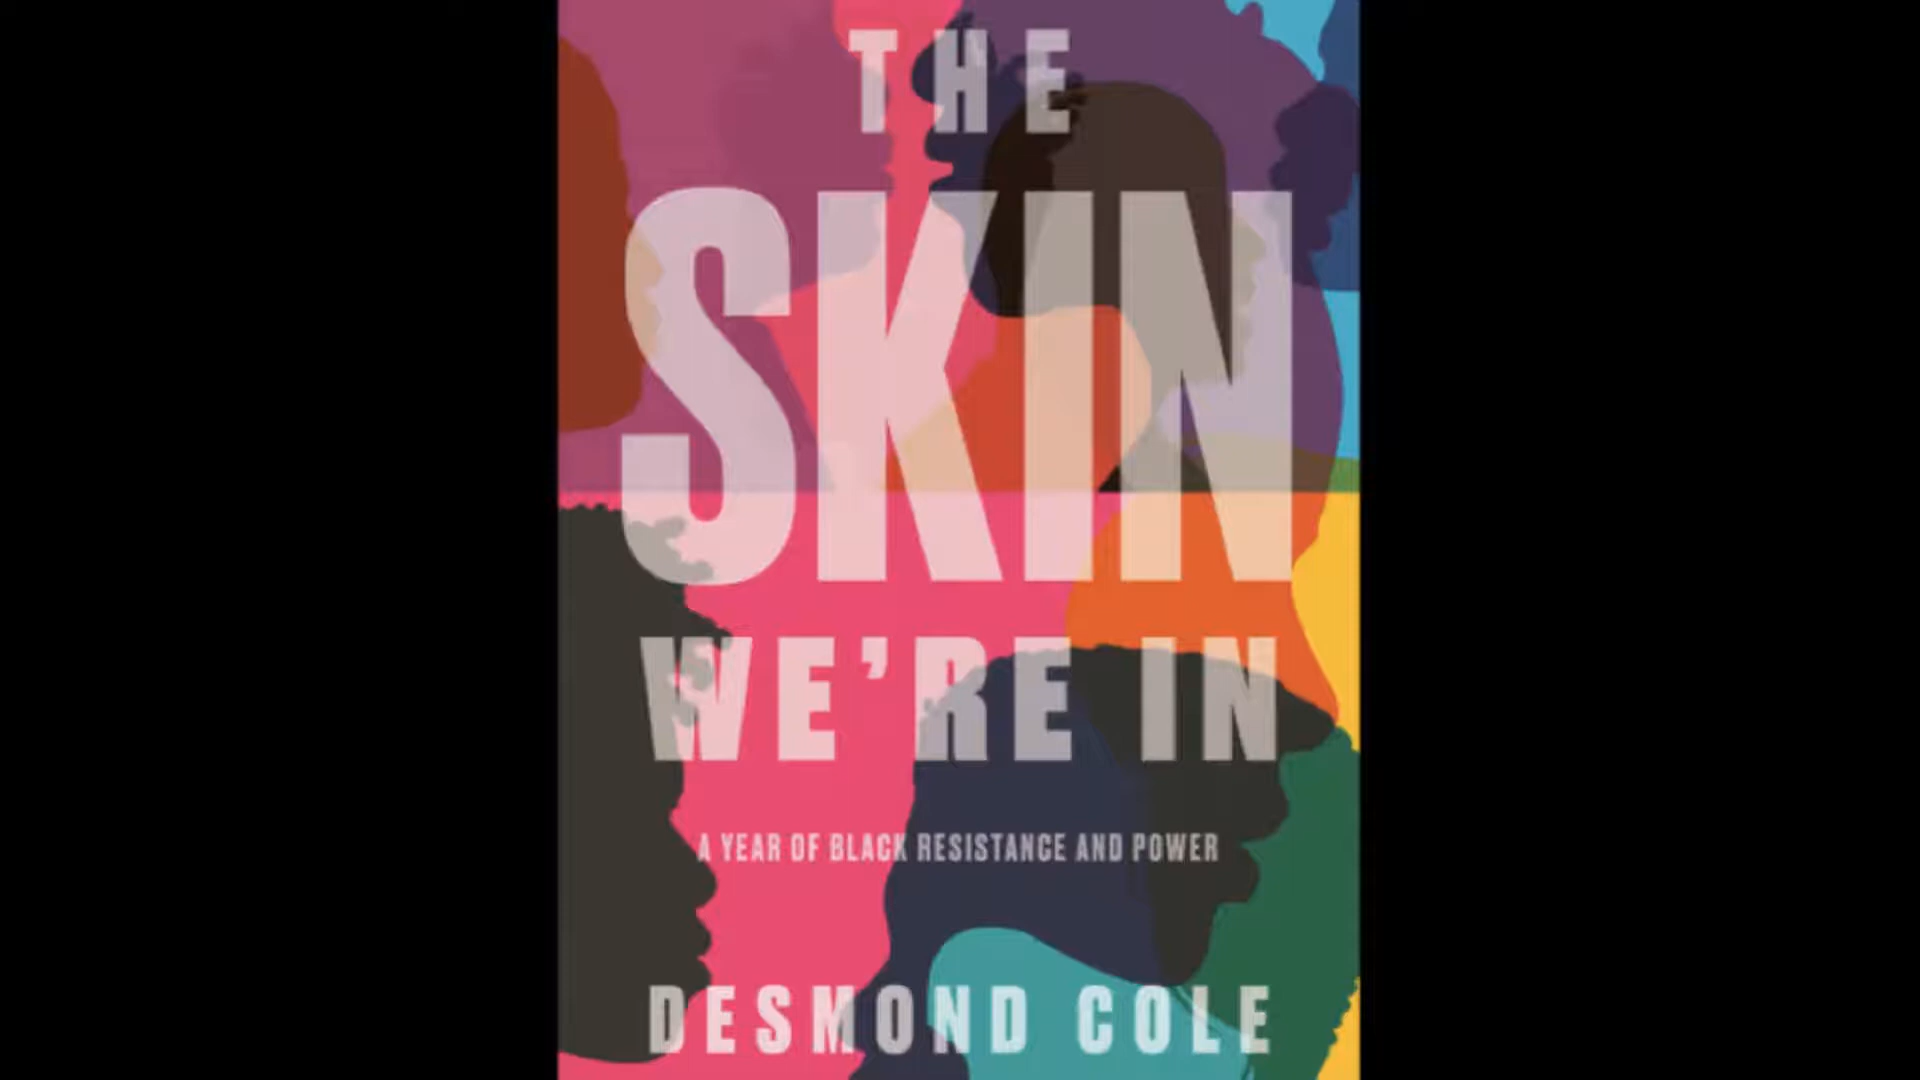 THE
SKIN
WE'RE IN
A YEAR OF BLACK RESISTANCE AND POWER
DESMOND COLE